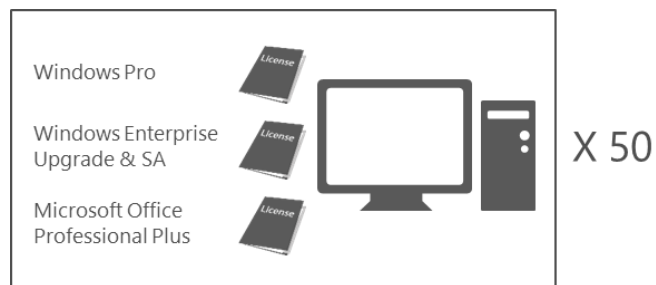 Windows Pro
License
Windows Enterprise
Upgrade & SA
License
Microsoft Office
Professional Plus
License
X 50